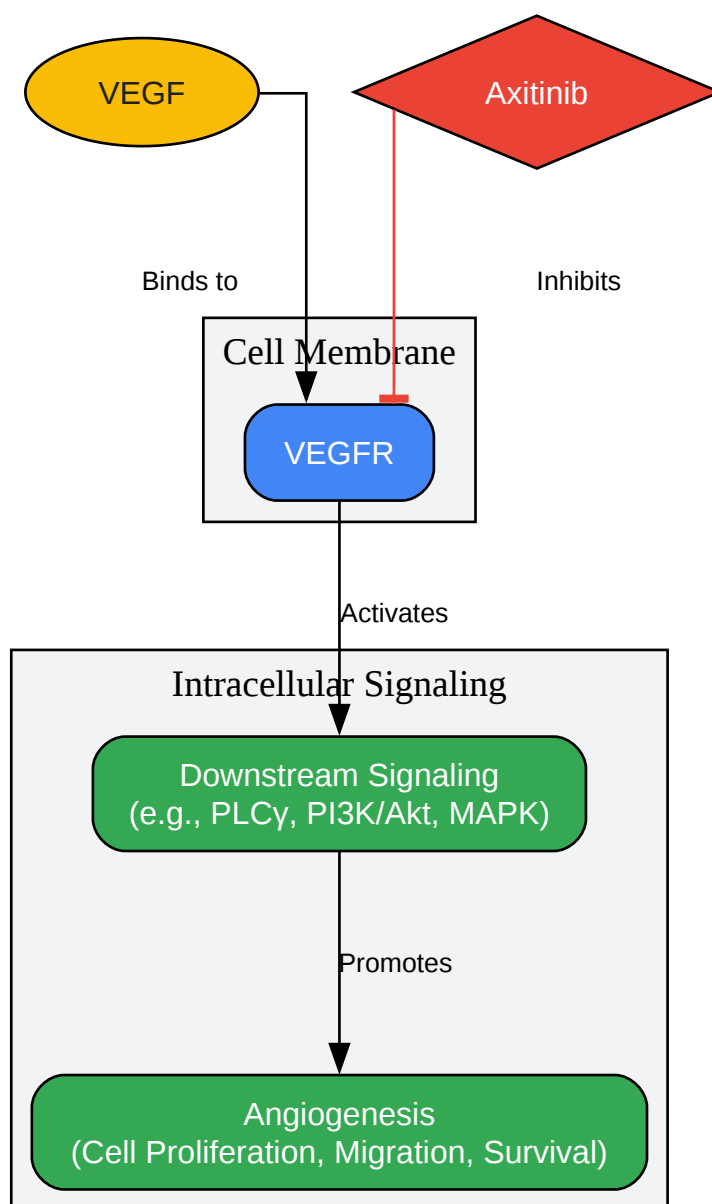 VEGF
Axitinib
Binds to
Inhibits
Cell Membrane
VEGFR
Activates
Intracellular Signaling
Downstream Signaling
(e.g., PLCγ, PI3K/Akt, MAPK)
Promotes
Angiogenesis
(Cell Proliferation, Migration, Survival)